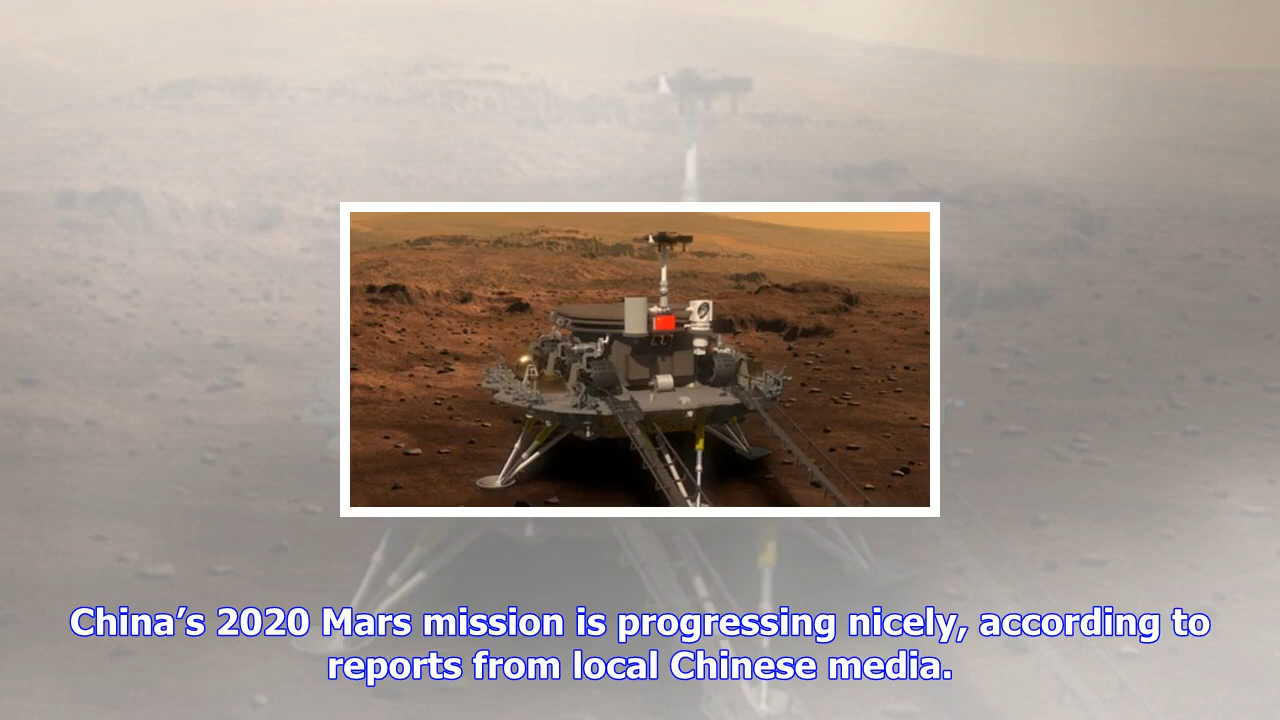 China’s 2020 Mars mission is progressing nicely, according to
reports from local Chinese media.